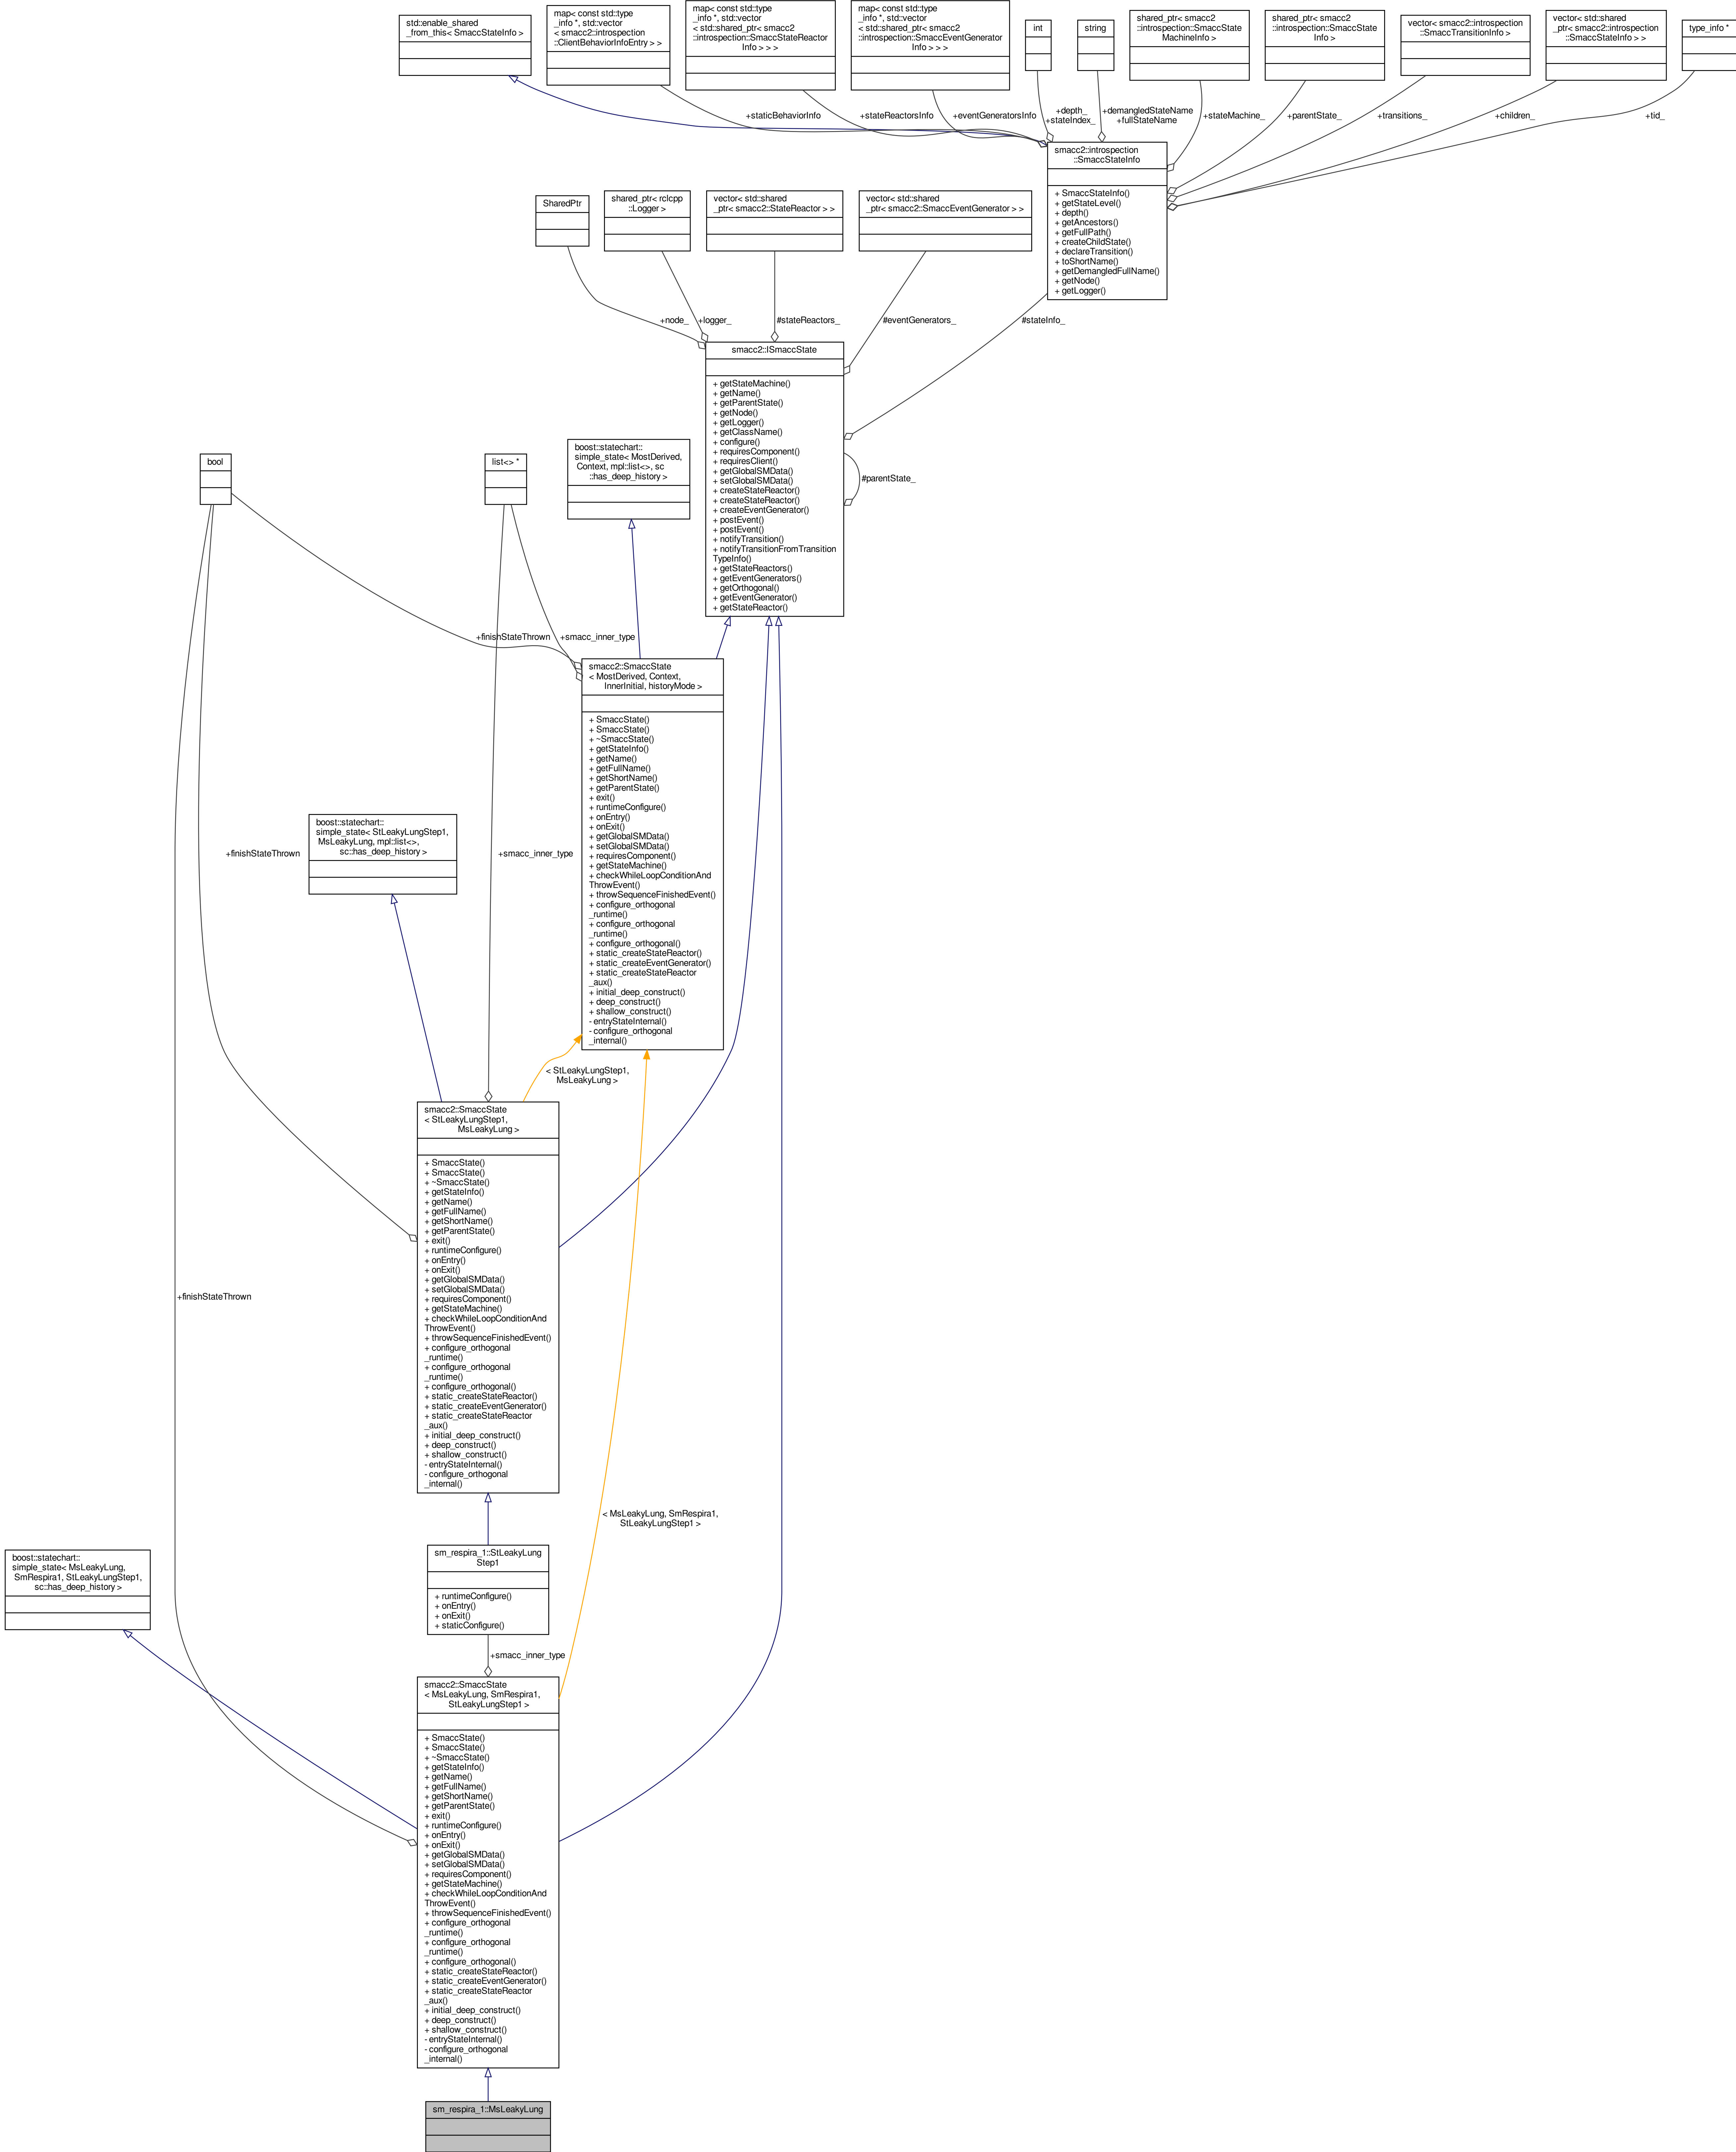 std::enable_shared
_from_this< SmaccStateInfo >
map< const std::type
_info *, std::vector
< smacc2::introspection
::ClientBehaviorInfoEntry > >
map< const std::type
_info *, std::vector
< std::shared_ptr< smacc2
::introspection::SmaccStateReactor
Info > > >
map< const std::type
_info *, std::vector
< std::shared_ptr< smacc2
::introspection::SmaccEventGenerator
Info > > >
int
string
shared_ptr< smacc2
::introspection::SmaccState
MachineInfo >
shared_ptr< smacc2
::introspection::SmaccState
Info >
vector< smacc2::introspection
::SmaccTransitionInfo >
vector< std::shared
_ptr< smacc2::introspection
::SmaccStateInfo > >
type_info *
+staticBehaviorInfo
+stateReactorsInfo
+eventGeneratorsInfo
+depth_
+stateIndex_
+demangledStateName
+fullStateName
+stateMachine_
+parentState_
+transitions_
+children_
+tid_
smacc2::introspection
::SmaccStateInfo
+ SmaccStateInfo()
+ getStateLevel()
+ depth()
+ getAncestors()
+ getFullPath()
+ createChildState()
+ declareTransition()
+ toShortName()
+ getDemangledFullName()
+ getNode()
+ getLogger()
SharedPtr
shared_ptr< rclcpp
::Logger >
vector< std::shared
_ptr< smacc2::StateReactor > >
vector< std::shared
_ptr< smacc2::SmaccEventGenerator > >
+node_
+logger_
#stateReactors_
#eventGenerators_
#stateInfo_
smacc2::ISmaccState
+ getStateMachine()
+ getName()
+ getParentState()
+ getNode()
+ getLogger()
+ getClassName()
+ configure()
+ requiresComponent()
+ requiresClient()
+ getGlobalSMData()
+ setGlobalSMData()
+ createStateReactor()
+ createStateReactor()
+ createEventGenerator()
+ postEvent()
+ postEvent()
+ notifyTransition()
+ notifyTransitionFromTransition
TypeInfo()
+ getStateReactors()
+ getEventGenerators()
+ getOrthogonal()
+ getEventGenerator()
+ getStateReactor()
#parentState_
bool
list<> *
boost::statechart::
simple_state< MostDerived,
Context, mpl::list<>, sc
::has_deep_history >
+finishStateThrown
+smacc_inner_type
smacc2::SmaccState
< MostDerived, Context,
InnerInitial, historyMode >
+ SmaccState()
+ SmaccState()
+ ~SmaccState()
+ getStateInfo()
+ getName()
+ getFullName()
+ getShortName()
+ getParentState()
+ exit()
+ runtimeConfigure()
+ onEntry()
+ onExit()
+ getGlobalSMData()
+ setGlobalSMData()
+ requiresComponent()
+ getStateMachine()
+ checkWhileLoopConditionAnd
ThrowEvent()
+ throwSequenceFinishedEvent()
+ configure_orthogonal
_runtime()
+ configure_orthogonal
_runtime()
+ configure_orthogonal()
+ static_createStateReactor()
+ static_createEventGenerator()
+ static_createStateReactor
_aux()
+ initial_deep_construct()
+ deep_construct()
+ shallow_construct()
- entryStateInternal()
- configure_orthogonal
_internal()
boost::statechart::
simple_state< StLeakyLungStep1,
MsLeakyLung, mpl::list<>,
sc::has_deep_history >
+finishStateThrown
+smacc_inner_type
< StLeakyLungStep1,
MsLeakyLung >
smacc2::SmaccState
< StLeakyLungStep1,
MsLeakyLung >
+ SmaccState()
+ SmaccState()
+ ~SmaccState()
+ getStateInfo()
+ getName()
+ getFullName()
+ getShortName()
+ getParentState()
+ exit()
+ runtimeConfigure()
+ onEntry()
+ onExit()
+ getGlobalSMData()
+ setGlobalSMData()
+ requiresComponent()
+ getStateMachine()
+ checkWhileLoopConditionAnd
ThrowEvent()
+ throwSequenceFinishedEvent()
+ configure_orthogonal
_runtime()
+ configure_orthogonal
_runtime()
+ configure_orthogonal()
+ static_createStateReactor()
+ static_createEventGenerator()
+ static_createStateReactor
_aux()
+ initial_deep_construct()
+ deep_construct()
+ shallow_construct()
- entryStateInternal()
- configure_orthogonal
_internal()
+finishStateThrown
< MsLeakyLung, SmRespira1,
StLeakyLungStep1 >
boost::statechart::
simple_state< MsLeakyLung,
SmRespira1, StLeakyLungStep1,
sc::has_deep_history >
sm_respira_1::StLeakyLung
Step1
+ runtimeConfigure()
+ onEntry()
+ onExit()
+ staticConfigure()
+smacc_inner_type
smacc2::SmaccState
< MsLeakyLung, SmRespira1,
StLeakyLungStep1 >
+ SmaccState()
+ SmaccState()
+ ~SmaccState()
+ getStateInfo()
+ getName()
+ getFullName()
+ getShortName()
+ getParentState()
+ exit()
+ runtimeConfigure()
+ onEntry()
+ onExit()
+ getGlobalSMData()
+ setGlobalSMData()
+ requiresComponent()
+ getStateMachine()
+ checkWhileLoopConditionAnd
ThrowEvent()
+ throwSequenceFinishedEvent()
+ configure_orthogonal
_runtime()
+ configure_orthogonal
_runtime()
+ configure_orthogonal()
+ static_createStateReactor()
+ static_createEventGenerator()
+ static_createStateReactor
_aux()
+ initial_deep_construct()
+ deep_construct()
+ shallow_construct()
- entryStateInternal()
- configure_orthogonal
_internal()
sm_respira_1::MsLeakyLung